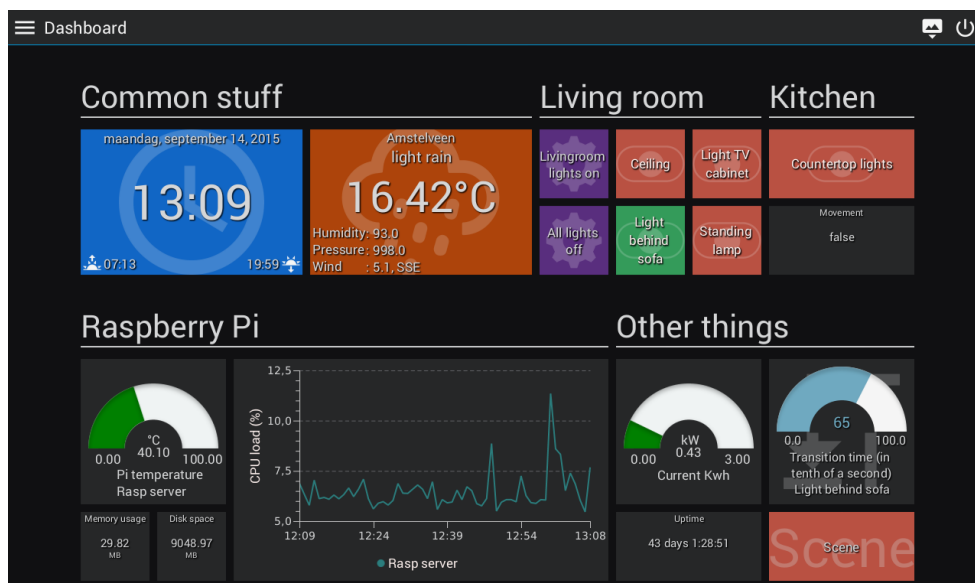 Dashboard
Common stuff
maandag, september 14, 2015
13:09
07:13
19:59
Amstelveen
light rain
16.42°C
Humidity: 93.0
Pressure: 998.0
Wind : 5.1, SSE
Living room
Livingroom
lights on
Ceiling
Light TV
cabinet
All lights
off
Light
behind
sofa
Standing
lamp
Kitchen
Countertop lights
Movement
false
Raspberry Pi
°C
40.10
0.00
100.00
Pi temperature
Rasp server
Memory usage
29.82
MB
Disk space
9048.97
MB
CPU load (%)
12,5
10,0
7,5
5,0
12:09
12:24
12:39
12:54
13:08
Rasp server
Other things
kW
0.43
0.00
3.00
Current Kwh
65
0.0
100.0
Transition time (in
tenth of a second)
Light behind sofa
Uptime
43 days 1:28:51
Scene
Scene